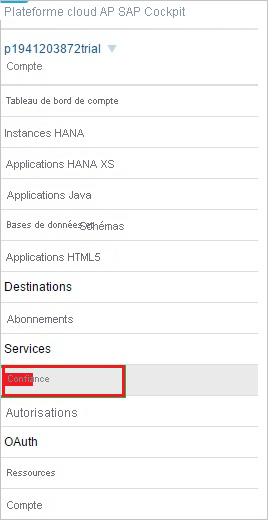 Plateforme cloud AP SAP Cockpit
p1941203872trial
Compte
Tableau de bord de compte
Instances HANA
Applications HANA XS
Applications Java
Bases de données et Schémas
Applications HTML5
Destinations
Abonnements
Services
Confiance
Autorisations
OAuth
Ressources
Compte